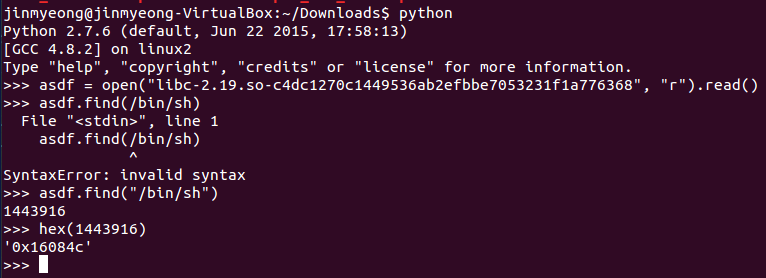 jinmyeong@jinmyeong-VirtualBox:~/Downloads$ python
Python 2.7.6 (default, Jun 22 2015, 17:58:13)
[GCC 4.8.2] on linux2
Type "help", "copyright", "credits" or "license" for more information.
>>> asdf = open("libc-2.19.so-c4dc1270c1449536ab2efbbe7053231f1a776368", "r").read()
>>> asdf.find(/bin/sh)
  File "<stdin>", line 1
    asdf.find(/bin/sh)
              ^
SyntaxError: invalid syntax
>>> asdf.find("/bin/sh")
1443916
>>> hex(1443916)
'0x16084c'
>>>